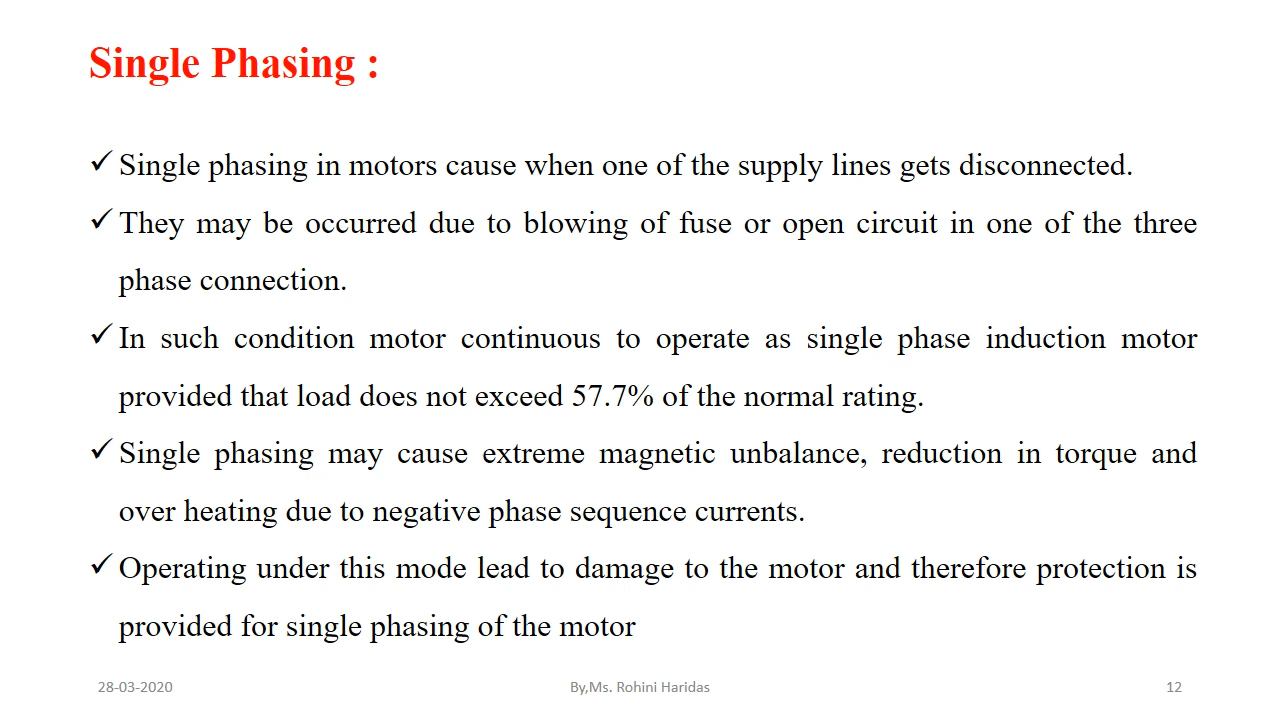 Single Phasing :
✓ Single phasing in motors cause when one of the supply lines gets disconnected.
✓ They may be occurred due to blowing of fuse or open circuit in one of the three
phase connection.
✓ In such condition motor continuous to operate as single phase induction motor
provided that load does not exceed 57.7% of the normal rating.
✓ Single phasing may cause extreme magnetic unbalance, reduction in torque and
over heating due to negative phase sequence currents.
✓ Operating under this mode lead to damage to the motor and therefore protection is
provided for single phasing of the motor
28-03-2020 By,Ms. Rohini Haridas 12